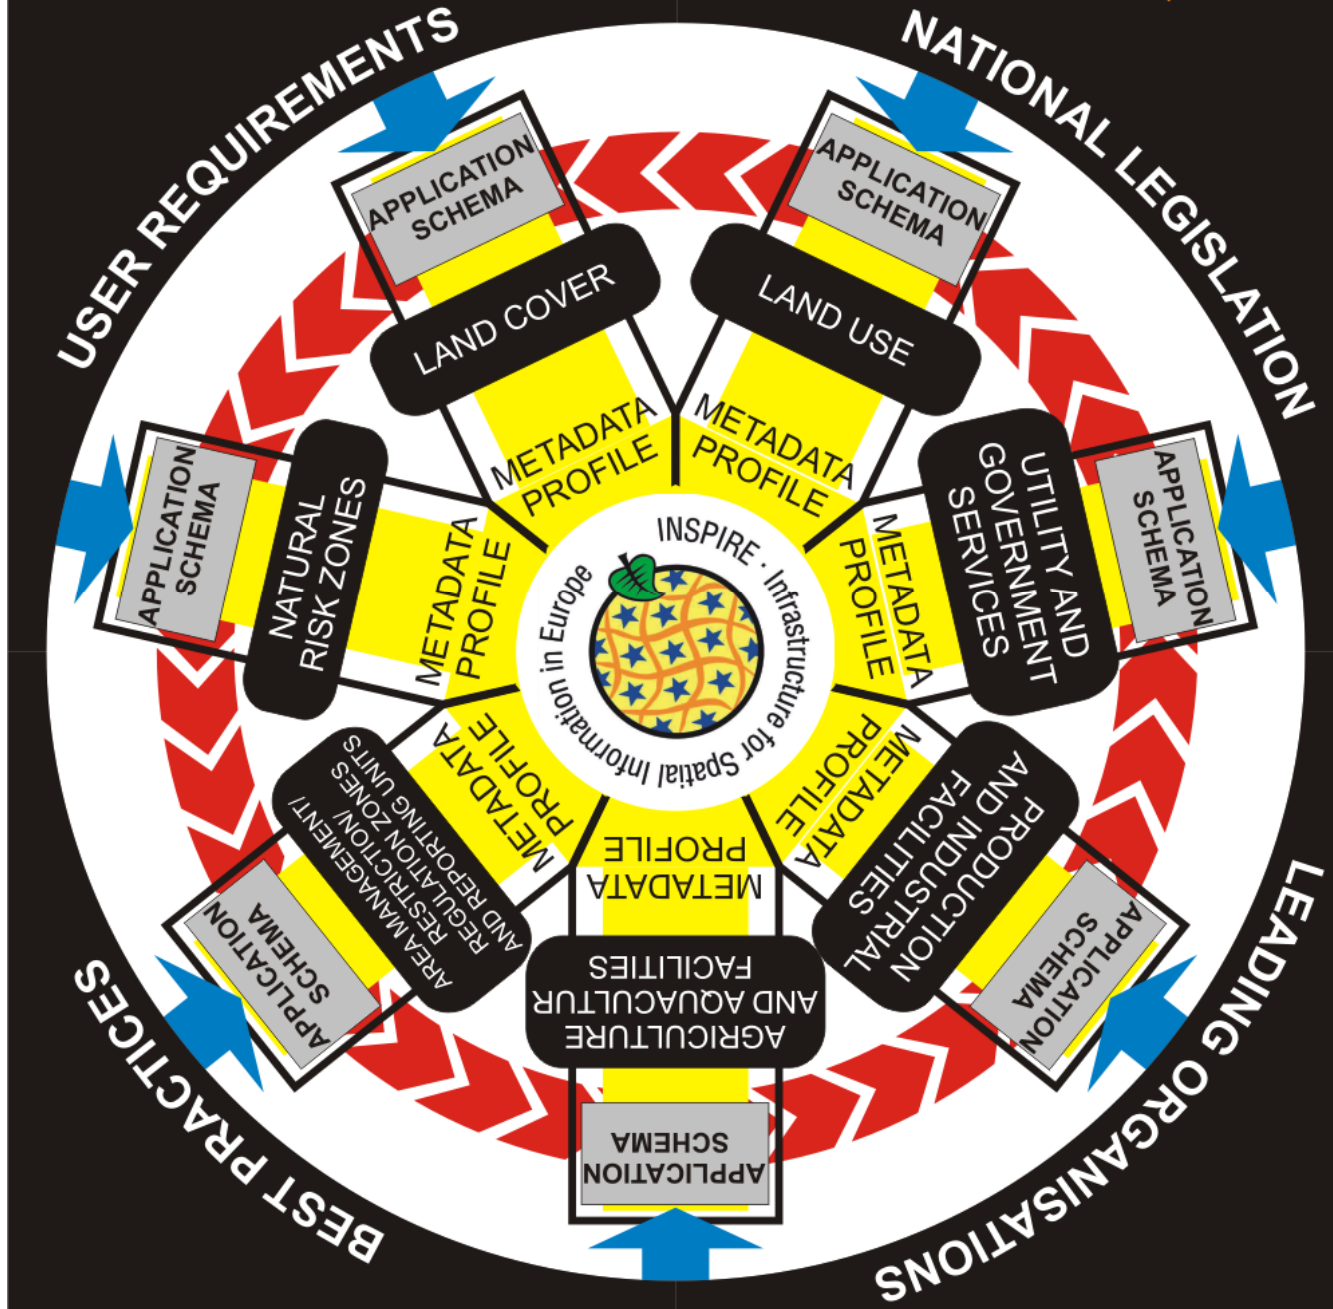 USER REQUIREMENTS
NATIONAL LEGISLATION
LEADING ORGANISATIONS
BEST PRACTICES
APPLICATION
SCHEMA
LAND COVER
METADATA
PROFILE
APPLICATION
SCHEMA
LAND USE
METADATA
PROFILE
APPLICATION
SCHEMA
UTILITY AND
GOVERNMENT
SERVICES
METADATA
PROFILE
APPLICATION
SCHEMA
PRODUCTION
AND INDUSTRIAL
FACILITIES
METADATA
PROFILE
APPLICATION
SCHEMA
AGRICULTURE
AND AQUACULTUR
FACILITIES
METADATA
PROFILE
APPLICATION
SCHEMA
AREA MANAGEMENT/
RESTRICTION/
REGULATION ZONES
AND REPORTING UNITS
METADATA
PROFILE
APPLICATION
SCHEMA
NATURAL
RISK ZONES
METADATA
PROFILE
INSPIRE · Infrastructure for Spatial Information in Europe